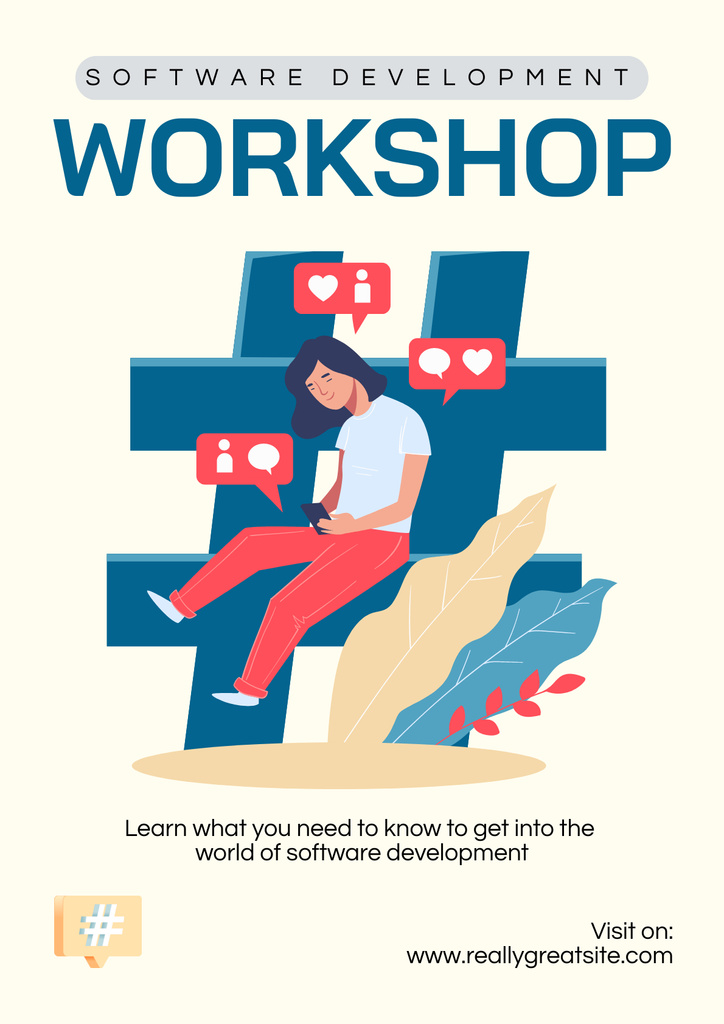 SOFTWARE DEVELOPMENT
WORKSHOP
#
Learn what you need to know to get into the
world of software development
#
Visit on:
www.reallygreatsite.com